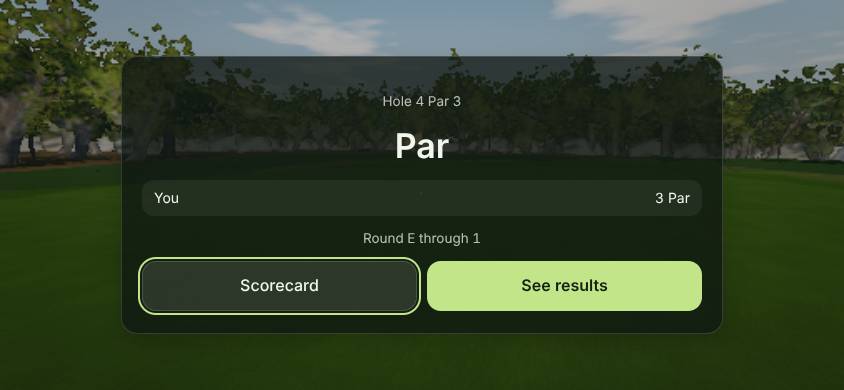 Hole 4 Par 3
Par
You 3 Par
Round E through 1
Scorecard See results